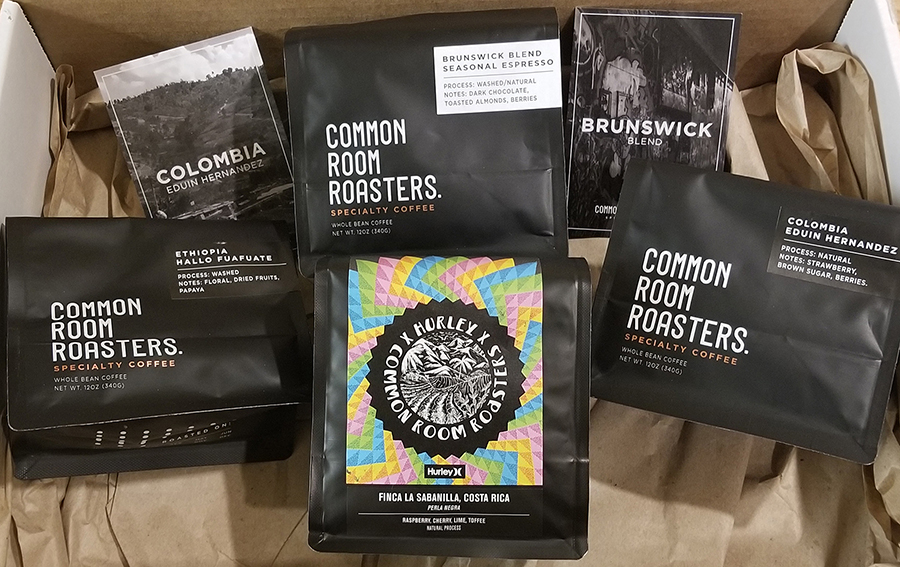 COLOMBIA
EDUIN HERNANDEZ
BRUNSWICK BLEND
SEASONAL ESPRESSO
PROCESS: WASHED/NATURAL
NOTES: DARK CHOCOLATE,
TOASTED ALMONDS, BERRIES
COMMON
ROOM
ROASTERS.
SPECIALTY COFFEE
WHOLE BEAN COFFEE
NET WT. 12OZ (340G)
BRUNSWICK
BLEND
ETHIOPIA
HALLO FUAFUATE
PROCESS: WASHED
NOTES: FLORAL, DRIED FRUITS,
PAPAYA
COMMON
ROOM
ROASTERS.
SPECIALTY COFFEE
WHOLE BEAN COFFEE
NET WT. 12OZ (340G)
ROASTED ON
X HURLEY X
COMMON ROOM ROASTERS
Hurley
FINCA LA SABANILLA, COSTA RICA
PERLA NEGRA
RASPBERRY, CHERRY, LIME, TOFFEE
NATURAL PROCESS
COLOMBIA
EDUIN HERNANDEZ
PROCESS: NATURAL
NOTES: STRAWBERRY,
BROWN SUGAR, BERRIES.
COMMON
ROOM
ROASTERS.
SPECIALTY COFFEE
WHOLE BEAN COFFEE
NET WT. 12OZ (340G)